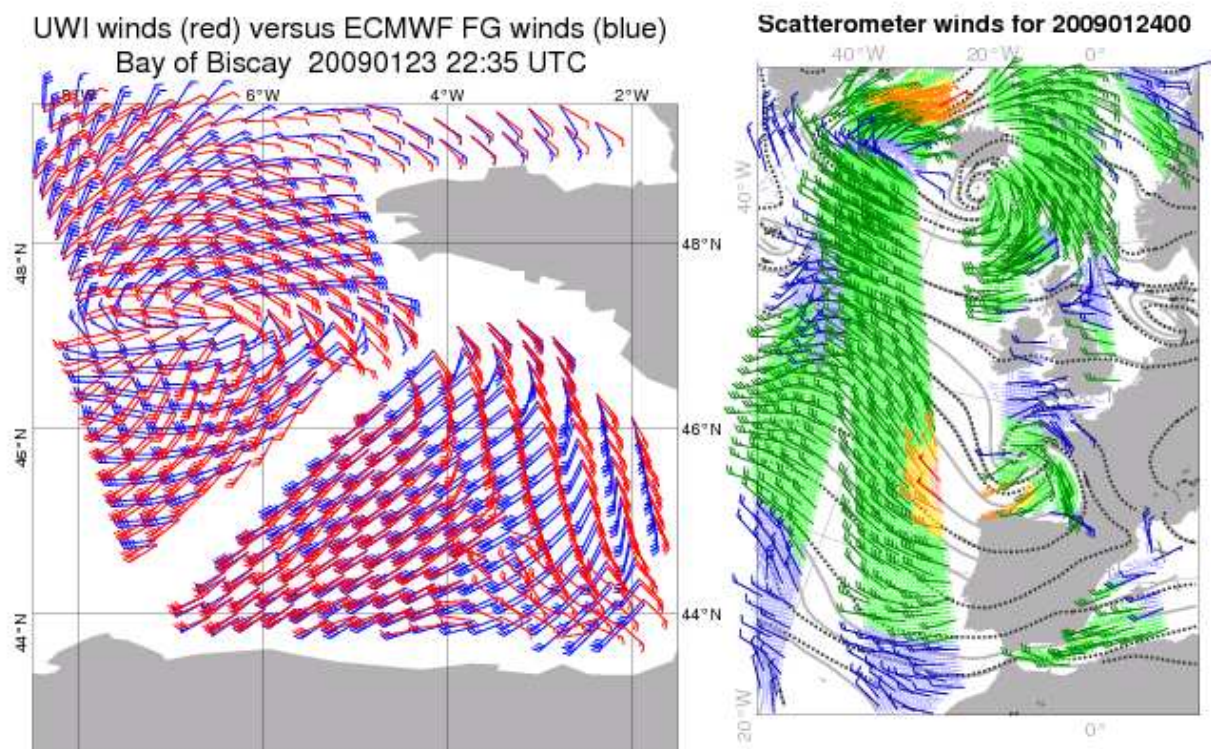 UWI winds (red) versus ECMWF FG winds (blue)
Bay of Biscay 20090123 22:35 UTC
8°W 6°W 4°W 2°W
48°N 48°N
46°N 46°N
44°N 44°N
Scatterometer winds for 2009012400
40°W 20°W 0°
40°W
20°W 0°